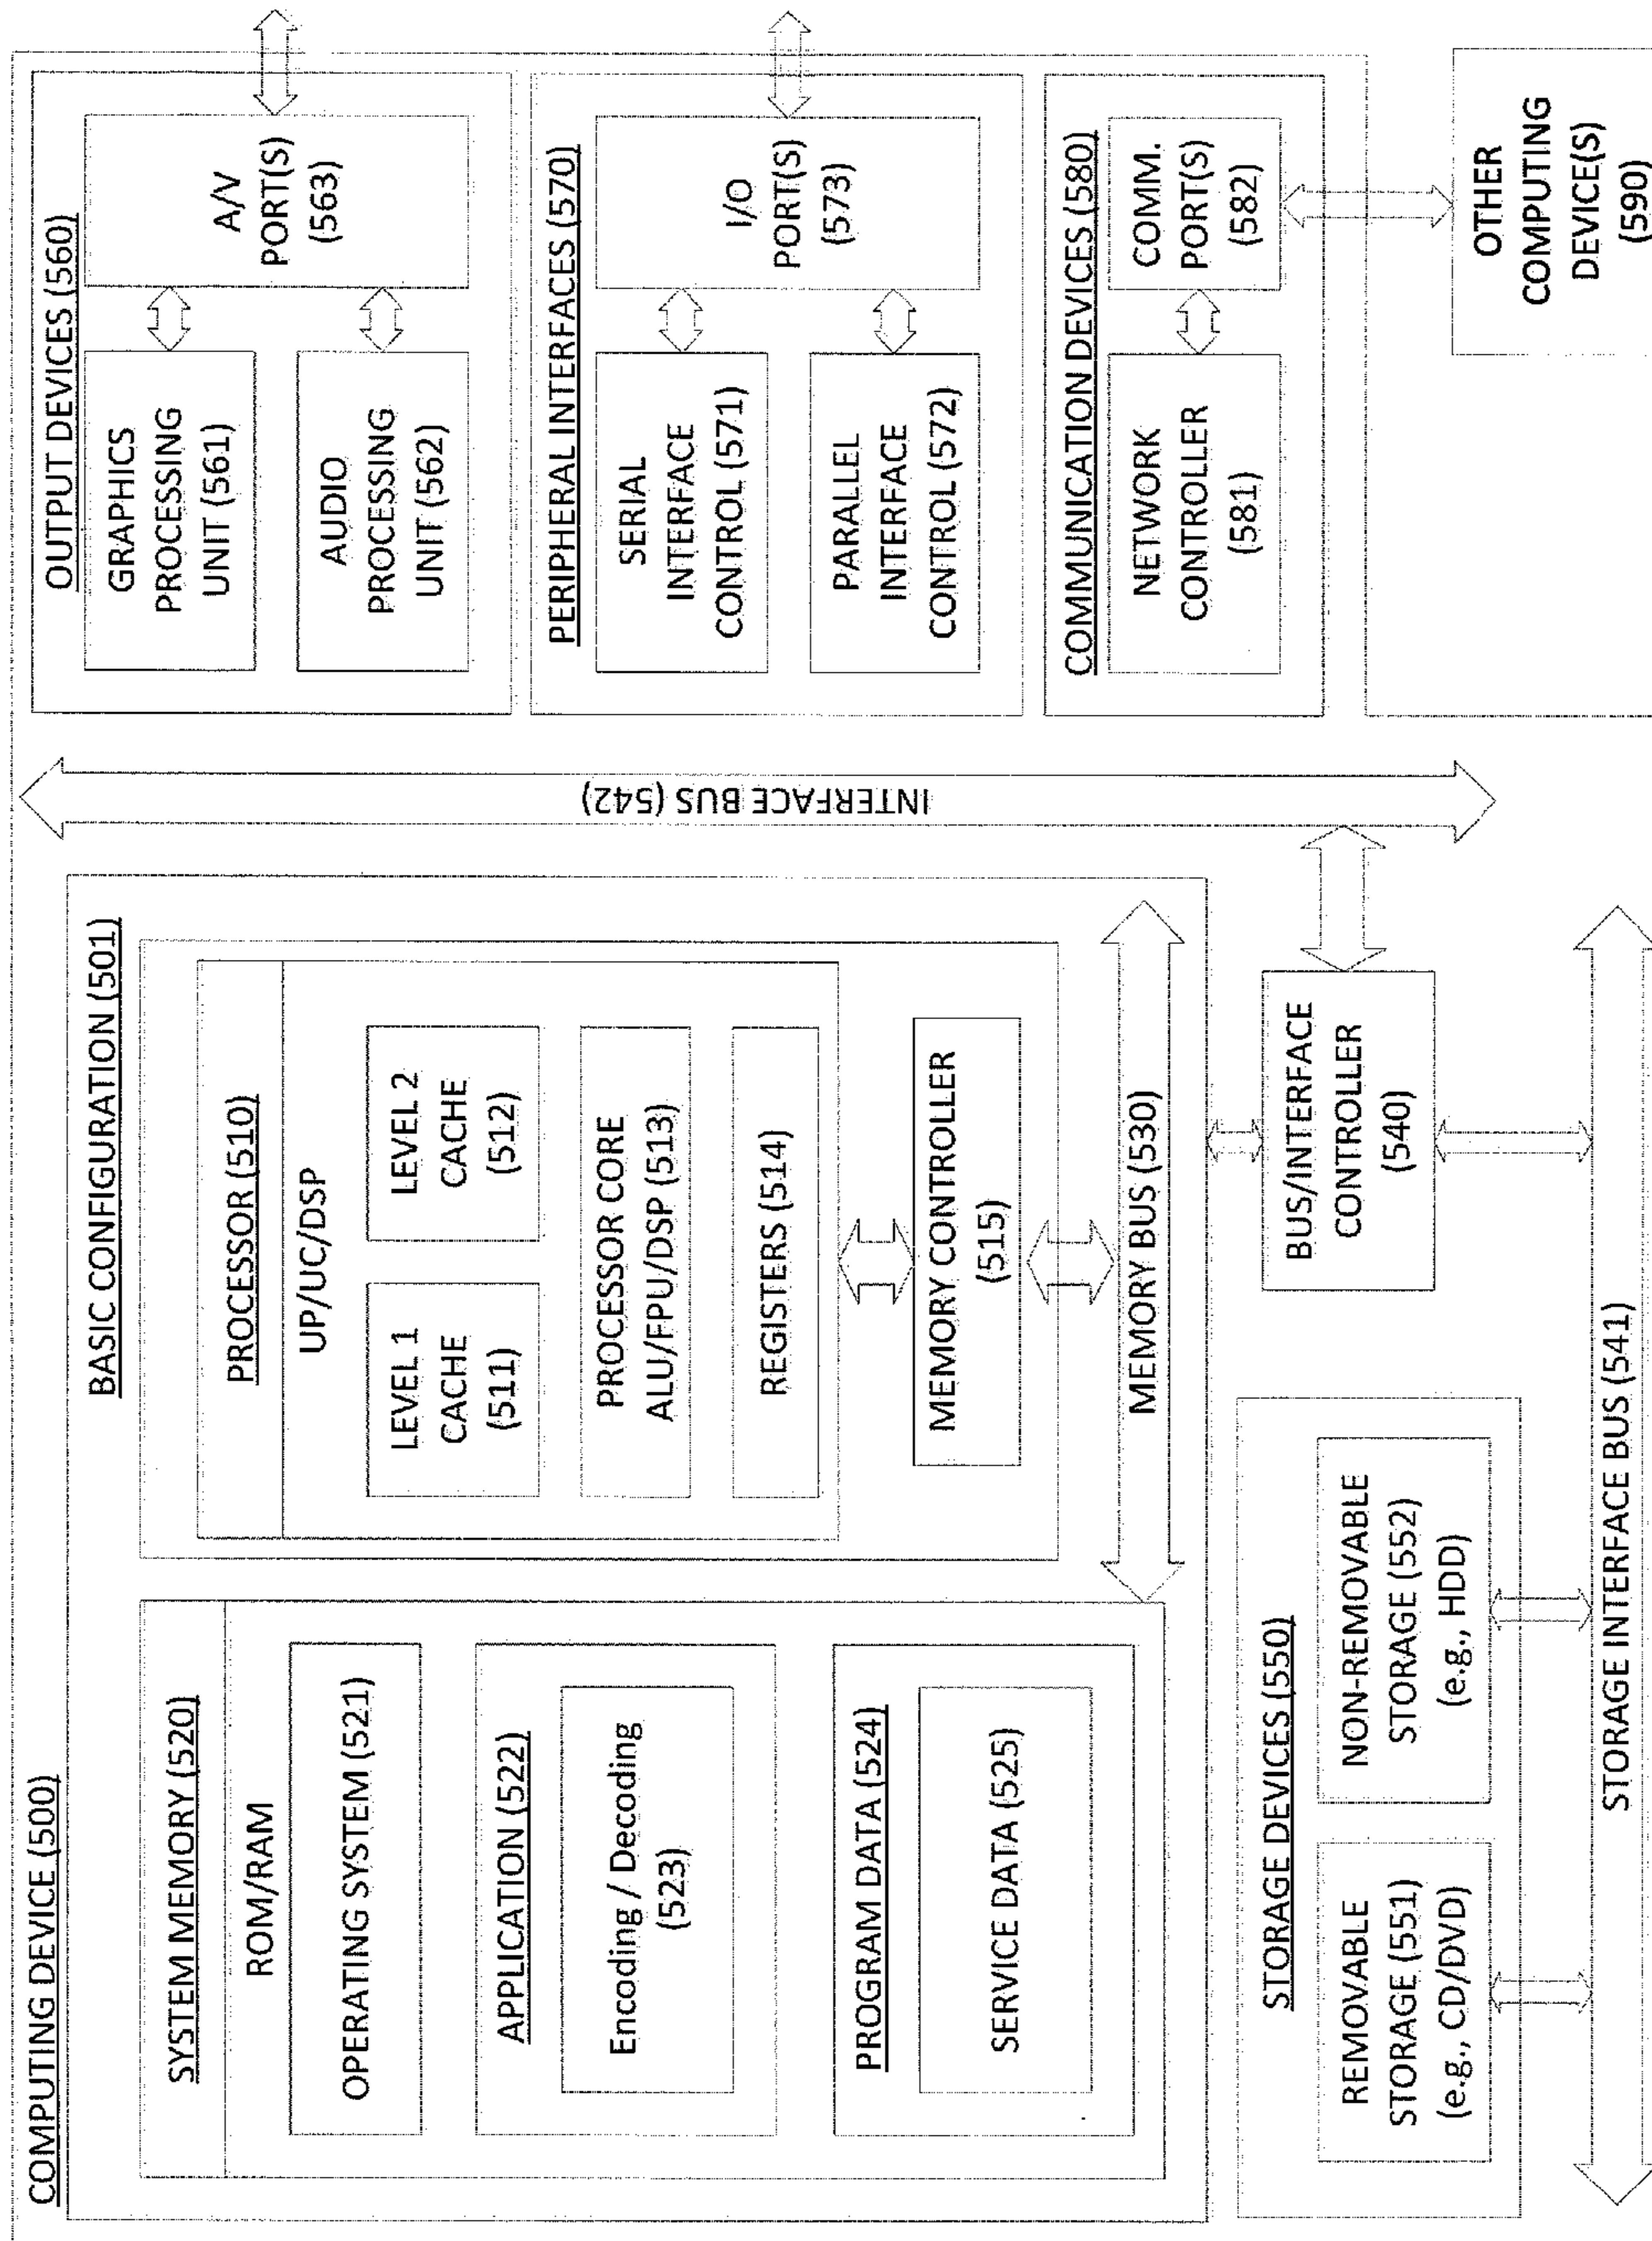 COMPUTING DEVICE (500)
BASIC CONFIGURATION (501)
SYSTEM MEMORY (520)
ROM/RAM
OPERATING SYSTEM (521)
APPLICATION (522)
Encoding / Decoding
(523)
PROGRAM DATA (524)
SERVICE DATA (525)
PROCESSOR (510)
UP/UC/DSP
LEVEL 1
CACHE
(511)
LEVEL 2
CACHE
(512)
PROCESSOR CORE
ALU/FPU/DSP (513)
REGISTERS (514)
MEMORY CONTROLLER
(515)
MEMORY BUS (530)
BUS/INTERFACE
CONTROLLER
(540)
STORAGE DEVICES (550)
REMOVABLE
STORAGE (551)
(e.g., CD/DVD)
NON-REMOVABLE
STORAGE (552)
(e.g., HDD)
STORAGE INTERFACE BUS (541)
INTERFACE BUS (542)
OUTPUT DEVICES (560)
GRAPHICS
PROCESSING
UNIT (561)
AUDIO
PROCESSING
UNIT (562)
A/V
PORT(S)
(563)
PERIPHERAL INTERFACES (570)
SERIAL
INTERFACE
CONTROL (571)
PARALLEL
INTERFACE
CONTROL (572)
I/O
PORT(S)
(573)
COMMUNICATION DEVICES (580)
NETWORK
CONTROLLER
(581)
COMM.
PORT(S)
(582)
OTHER
COMPUTING
DEVICE(S)
(590)